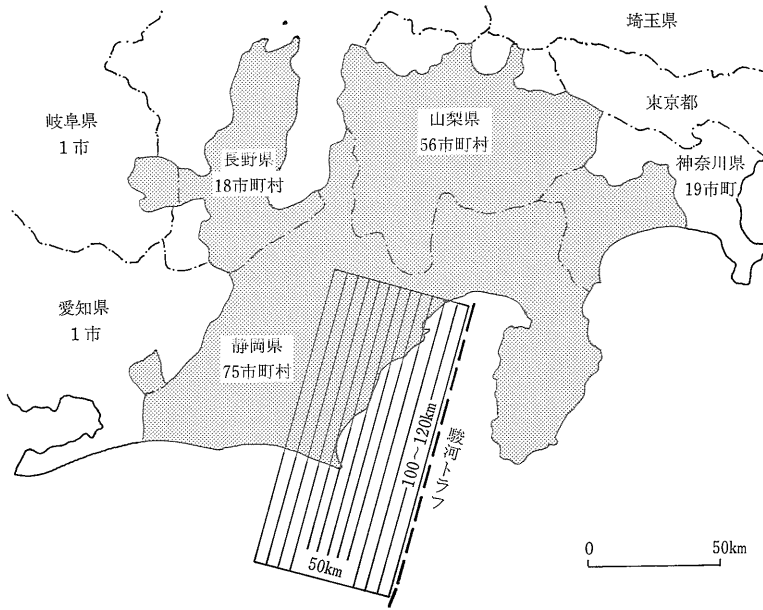 埼玉県
東京都
岐阜県
1市
山梨県
56市町村
長野県
18市町村
神奈川県
19市町
愛知県
1市
静岡県
75市町村
駿河トラフ
100～120km
50km
0 50km